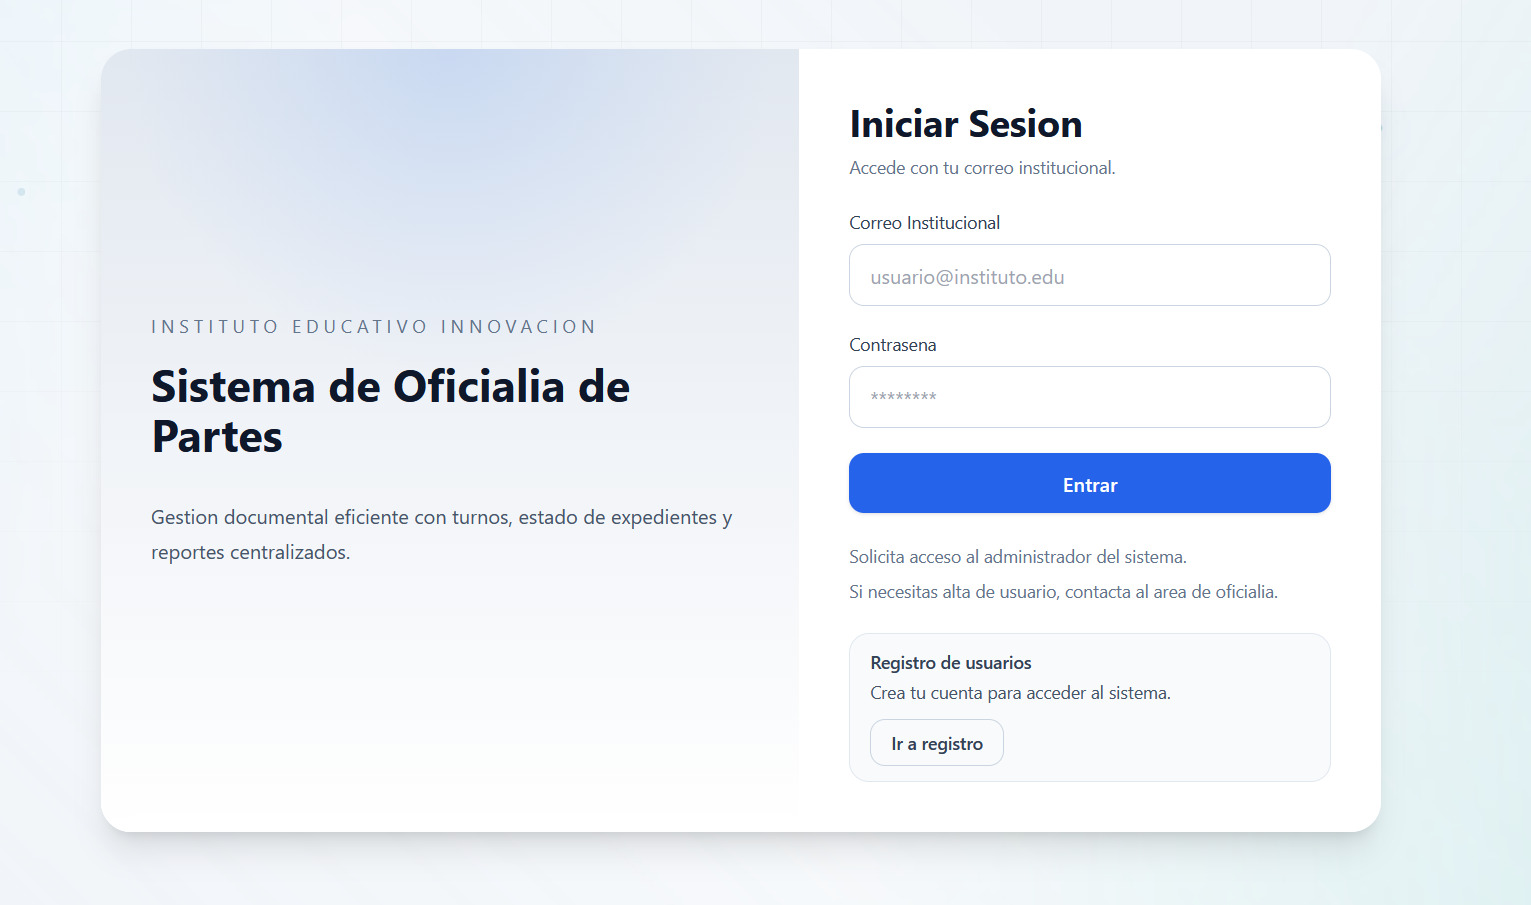 INSTITUTO EDUCATIVO INNOVACION
Sistema de Oficialia de
Partes
Gestion documental eficiente con turnos, estado de expedientes y
reportes centralizados.
Iniciar Sesion
Accede con tu correo institucional.
Correo Institucional
usuario@instituto.edu
Contrasena
********
Entrar
Solicita acceso al administrador del sistema.
Si necesitas alta de usuario, contacta al area de oficialia.
Registro de usuarios
Crea tu cuenta para acceder al sistema.
Ir a registro